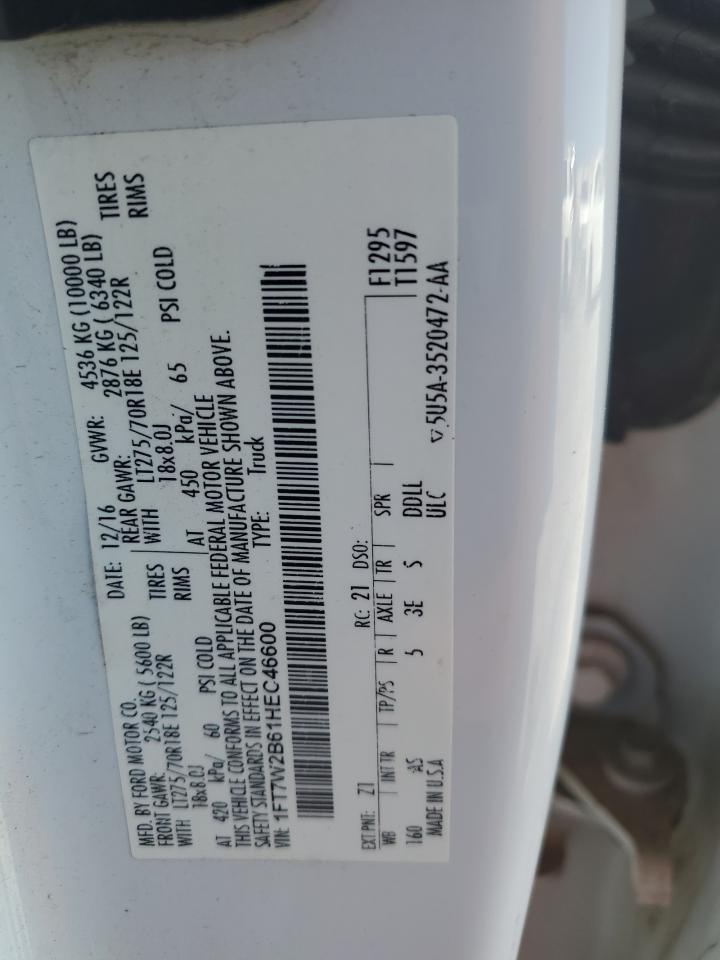 MFD. BY FORD MOTOR CO. DATE: 12/16 GVWR: 4536 KG (10000 LB)
FRONT GAWR: 2540 KG ( 5600 LB) REAR GAWR: 2876 KG ( 6340 LB)
WITH LT275/70R18E 125/122R TIRES WITH LT275/70R18E 125/122R TIRES
18x8.0J RIMS 18x8.0J RIMS
AT 420 kPa/ 60 PSI COLD AT 450 kPa/ 65 PSI COLD
THIS VEHICLE CONFORMS TO ALL APPLICABLE FEDERAL MOTOR VEHICLE
SAFETY STANDARDS IN EFFECT ON THE DATE OF MANUFACTURE SHOWN ABOVE.
VIN: 1FT7W2B61HEC46600 TYPE: Truck
EXT PNT: Z1 RC: 21 DSO:
WB INT TR TP/PS R AXLE TR SPR F1295
160 AS 5 3E S DDLL T1597
MADE IN U.S.A ULC ▽5U5A-3520472-AA